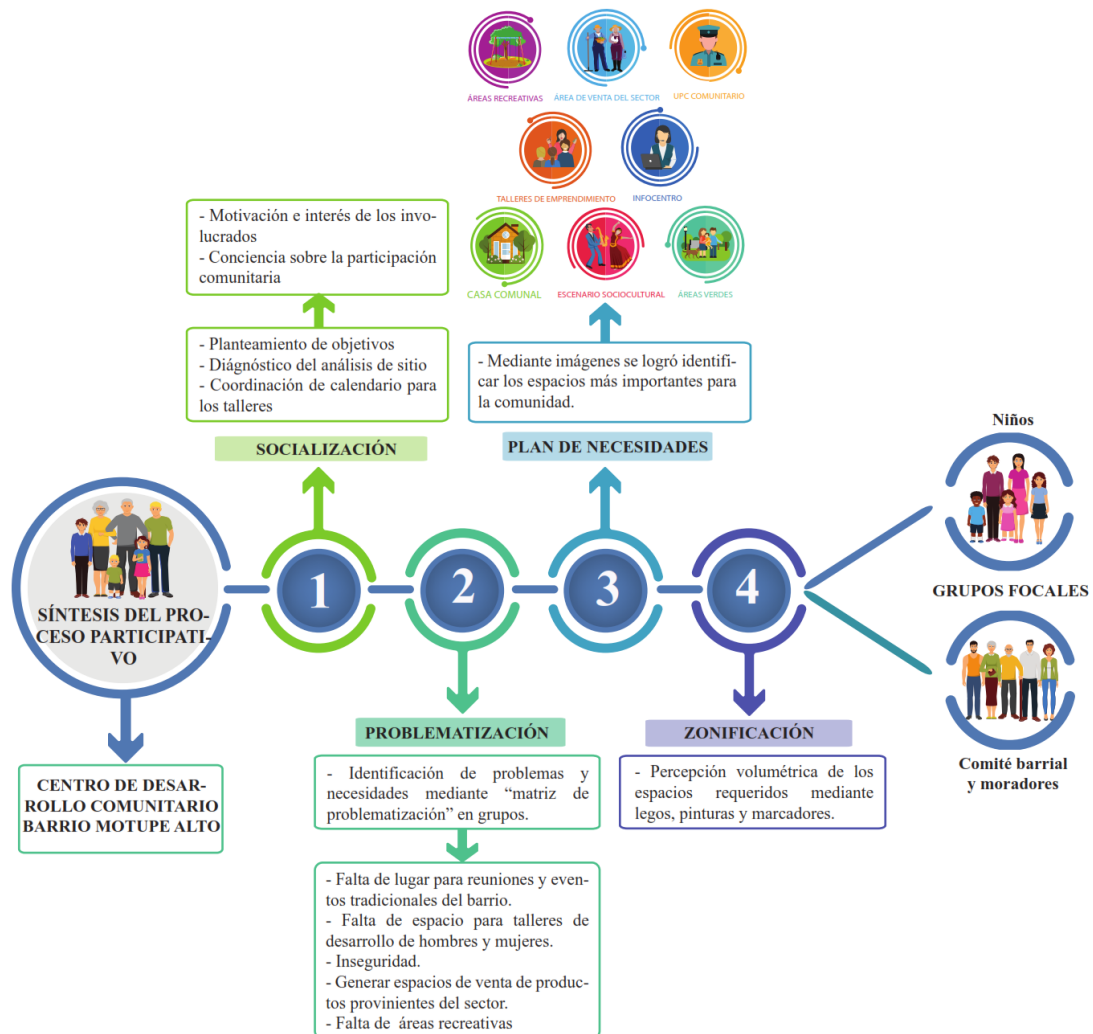 ÁREAS RECREATIVAS
ÁREA DE VENTA DEL SECTOR
UPC COMUNITARIO
TALLERES DE EMPRENDIMIENTO
INFOCENTRO
CASA COMUNAL
ESCENARIO SOCIOCULTURAL
ÁREAS VERDES
- Motivación e interés de los invo-
lucrados
- Conciencia sobre la participación
comunitaria
- Planteamiento de objetivos
- Diágnóstico del análisis de sitio
- Coordinación de calendario para
los talleres
- Mediante imágenes se logró identifi-
car los espacios más importantes para
la comunidad.
SOCIALIZACIÓN
PLAN DE NECESIDADES
SÍNTESIS DEL PRO-
CESO PARTICIPATI-
VO
1
2
3
4
Niños
GRUPOS FOCALES
Comité barrial
y moradores
CENTRO DE DESAR-
ROLLO COMUNITARIO
BARRIO MOTUPE ALTO
PROBLEMATIZACIÓN
- Identificación de problemas y
necesidades mediante “matriz de
problematización” en grupos.
- Falta de lugar para reuniones y even-
tos tradicionales del barrio.
- Falta de espacio para talleres de
desarrollo de hombres y mujeres.
- Inseguridad.
- Generar espacios de venta de produc-
tos provinientes del sector.
- Falta de áreas recreativas
ZONIFICACIÓN
- Percepción volumétrica de los
espacios requeridos mediante
legos, pinturas y marcadores.